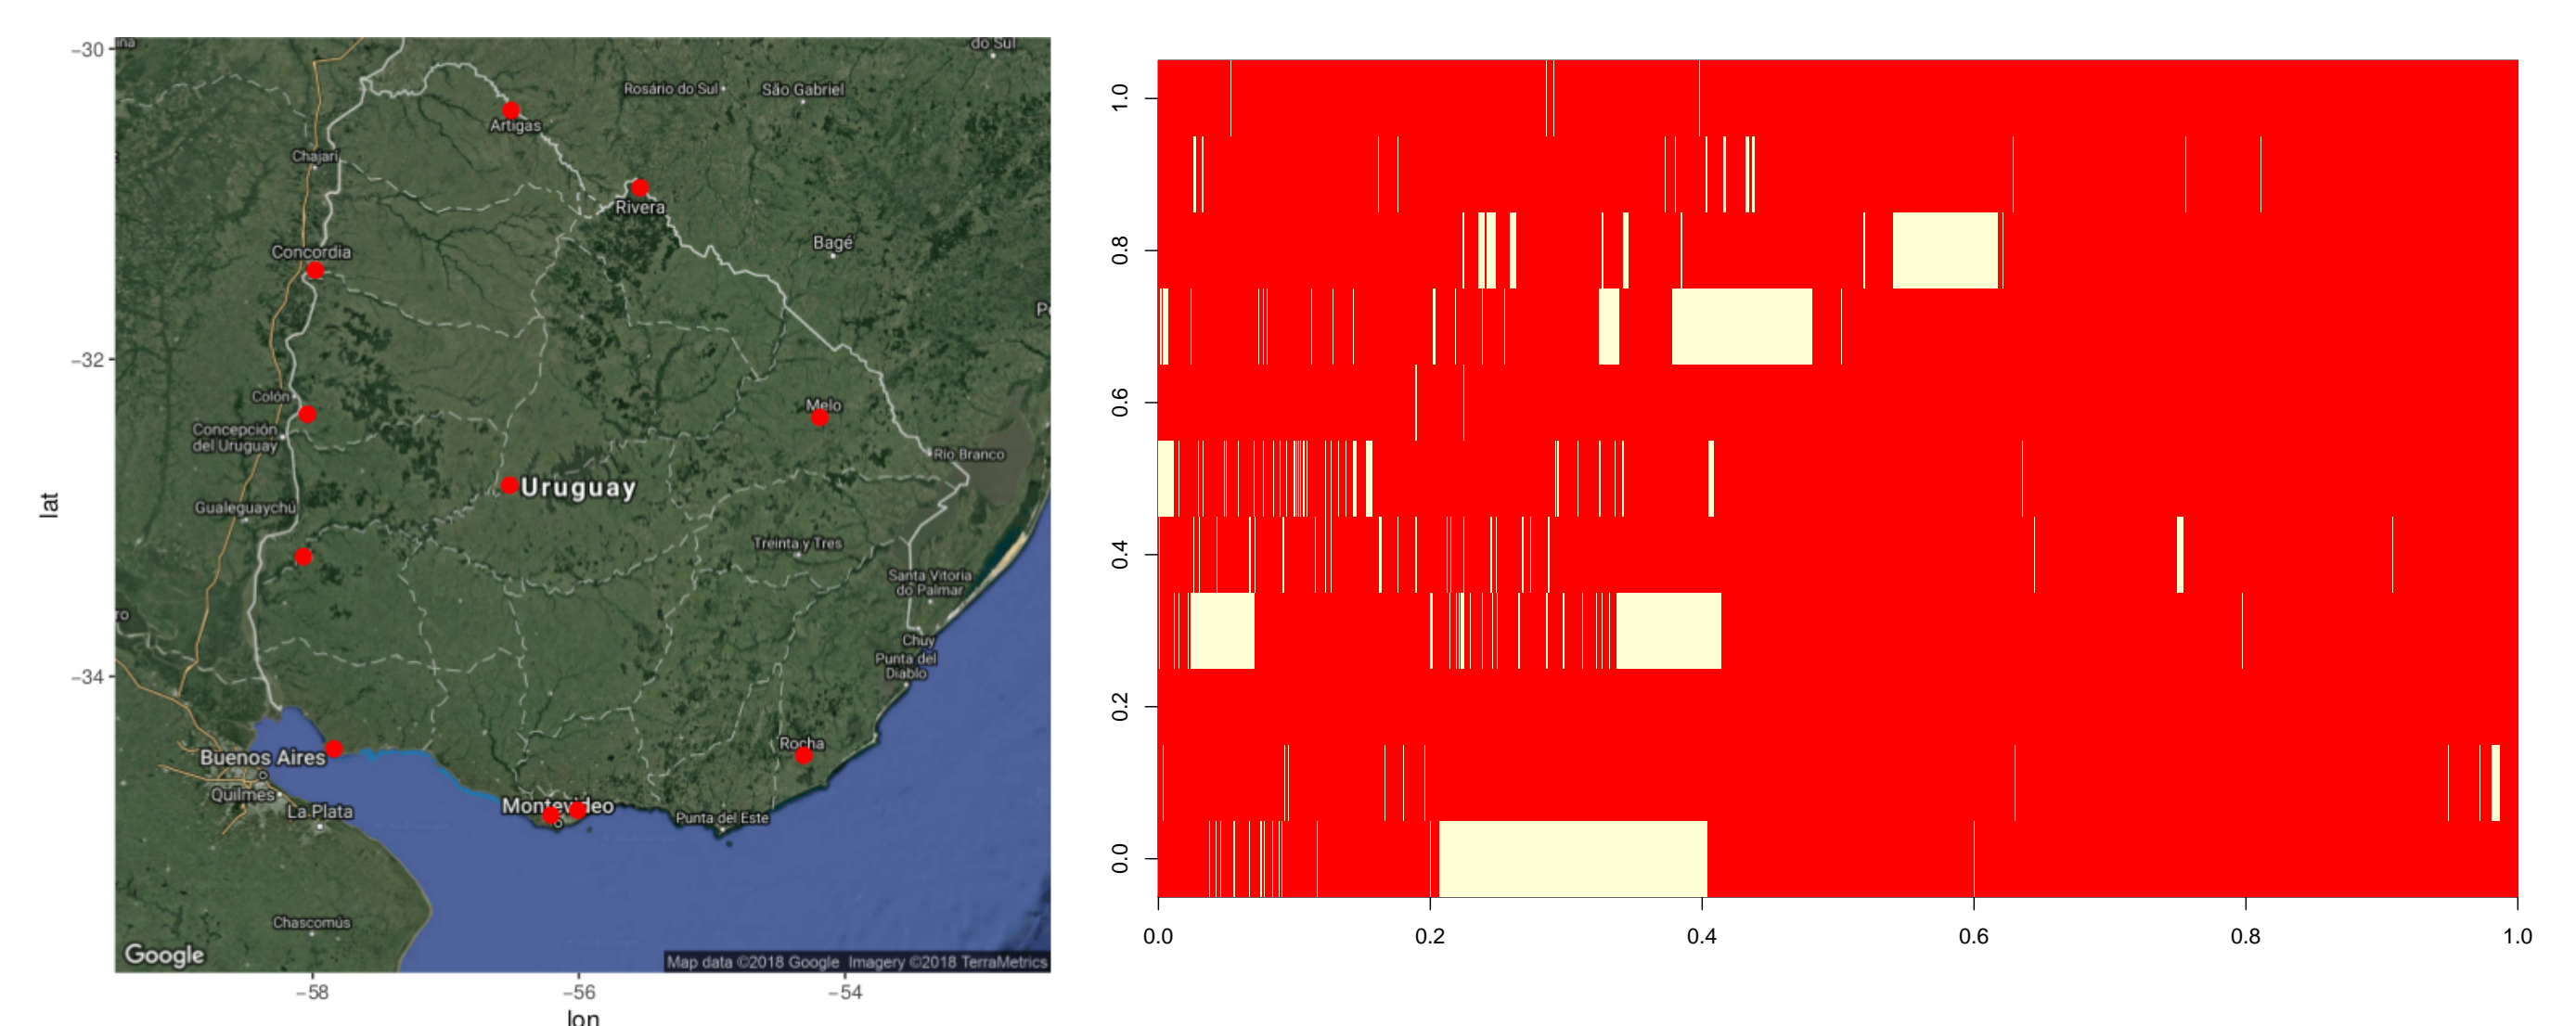 −30
do Sul
Rosário do Sul
São Gabriel
Artigas
Chajarí
Rivera
Bagé
Concordia
−32
Colón
Melo
Concepción
del Uruguay
Río Branco
Uruguay
lat
Gualeguaychú
Treinta y Tres
Santa Vitoria
do Palmar
Chuy
Punta del
Diablo
−34
Rocha
Buenos Aires
Quilmes
Montevideo
La Plata
Punta del Este
Chascomús
Google
Map data ©2018 Google Imagery ©2018 TerraMetrics
−58
−56
−54
lon
1.0
0.8
0.6
0.4
0.2
0.0
0.0
0.2
0.4
0.6
0.8
1.0